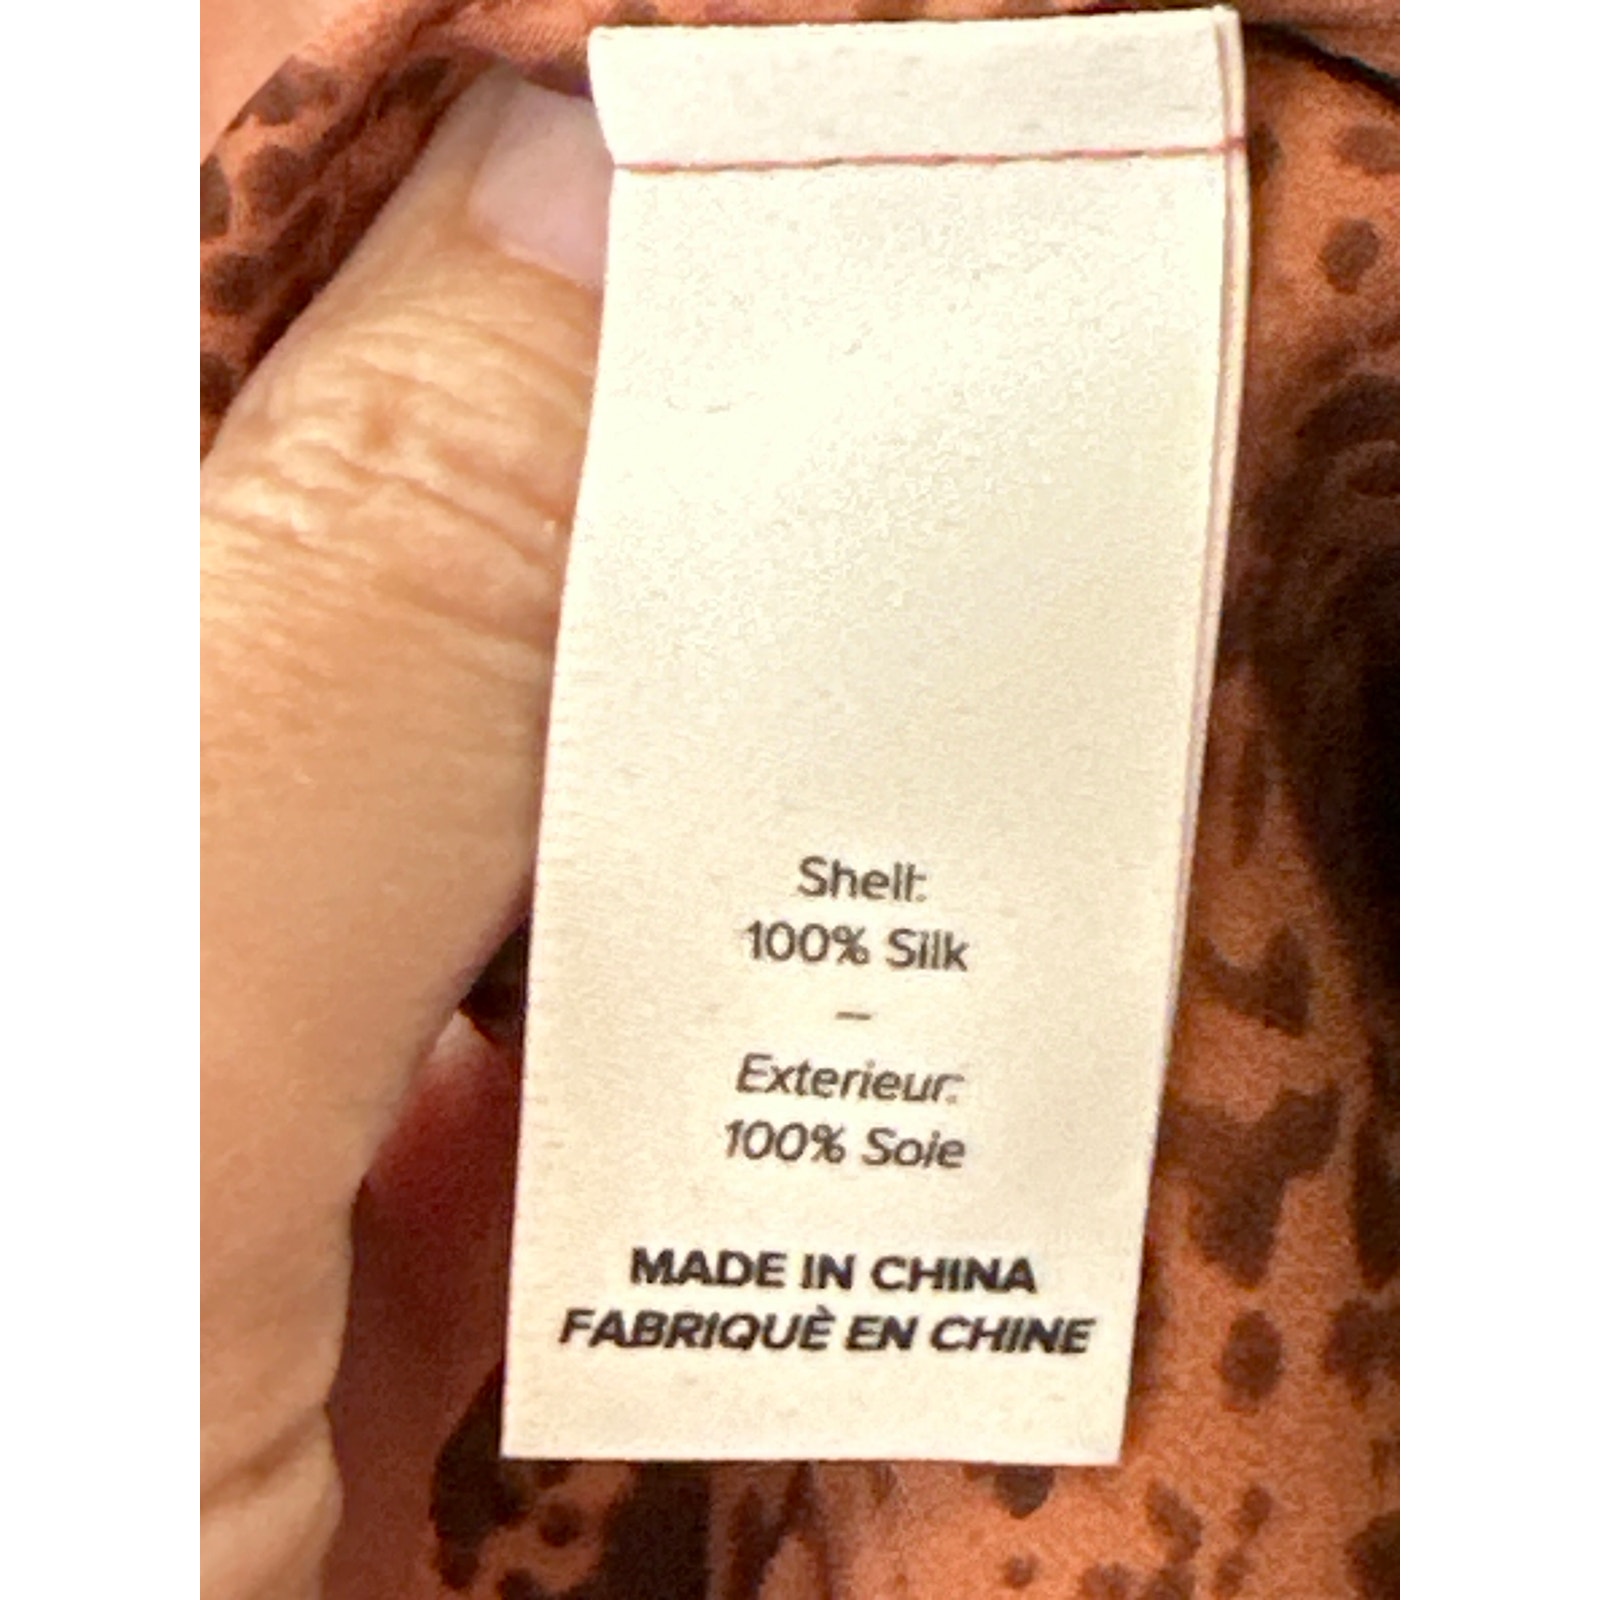 Shell:
100% Silk
–
Exterieur:
100% Soie
MADE IN CHINA
FABRIQUÈ EN CHINE